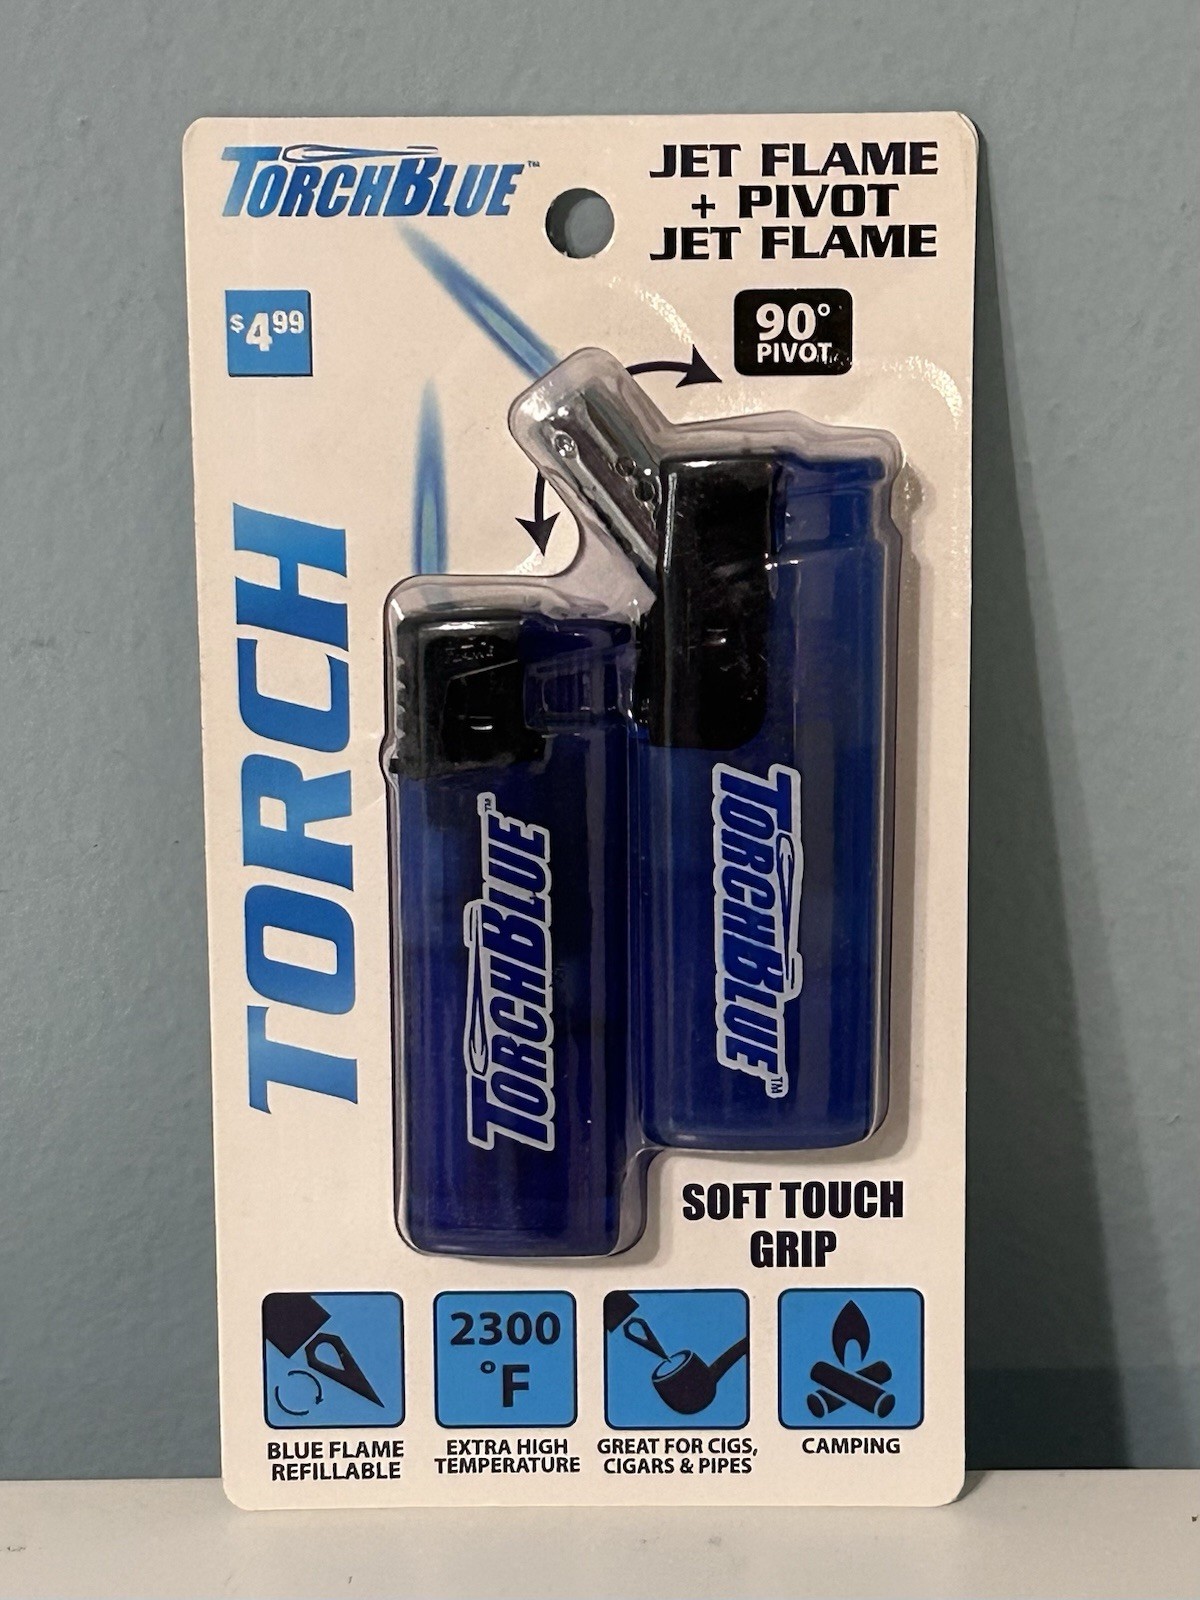 TORCHBLUE™
JET FLAME
+ PIVOT
JET FLAME
$4.99
90°
PIVOT
TORCH
TORCHBLUE™
TORCHBLUE™
SOFT TOUCH
GRIP
2300
°F
BLUE FLAME
REFILLABLE
EXTRA HIGH
TEMPERATURE
GREAT FOR CIGS,
CIGARS & PIPES
CAMPING